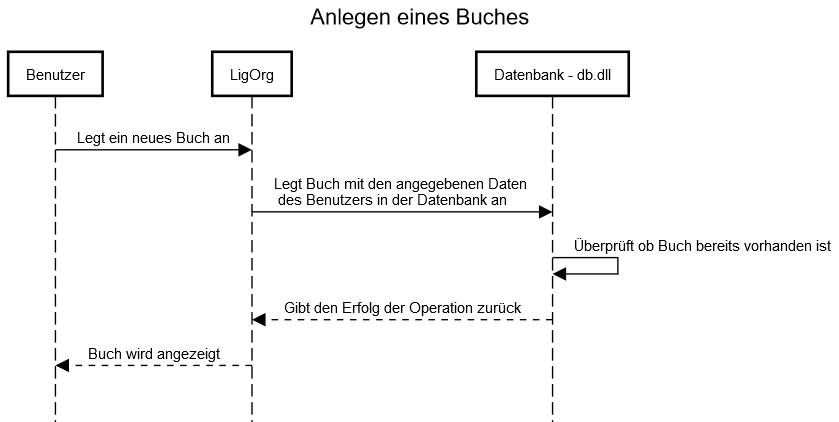 Anlegen eines Buches
Benutzer
LigOrg
Datenbank - db.dll
Legt ein neues Buch an
Legt Buch mit den angegebenen Daten
des Benutzers in der Datenbank an
Überprüft ob Buch bereits vorhanden ist
Gibt den Erfolg der Operation zurück
Buch wird angezeigt